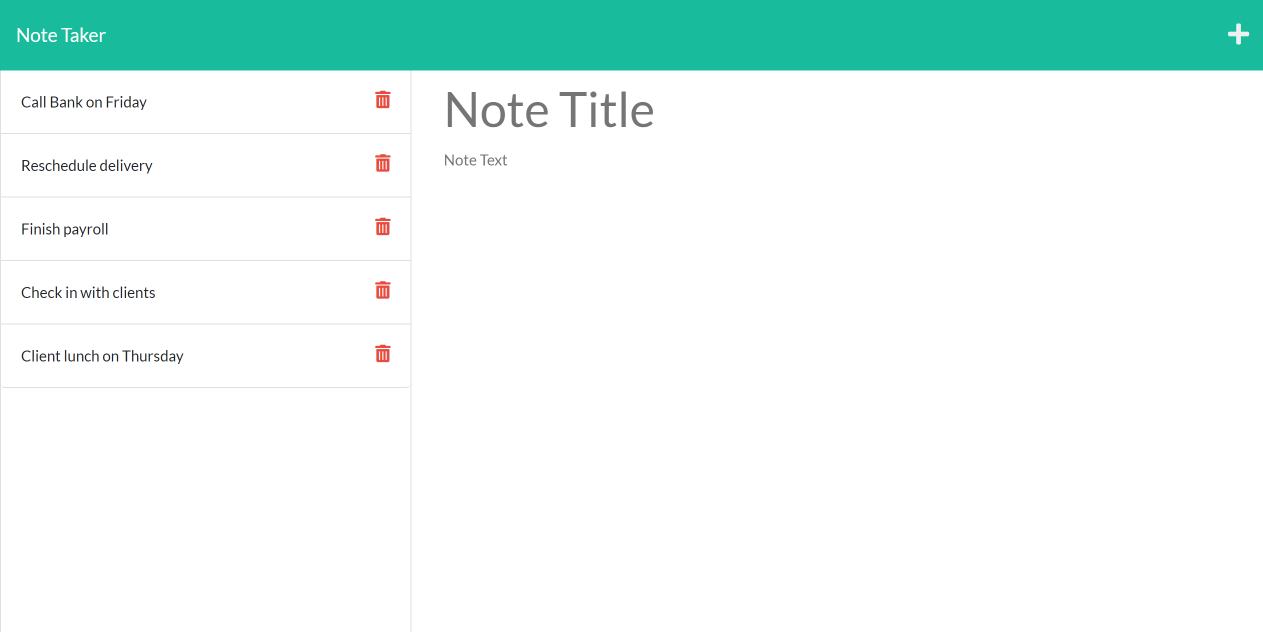 Note Taker
Call Bank on Friday
Reschedule delivery
Finish payroll
Check in with clients
Client lunch on Thursday
Note Title
Note Text